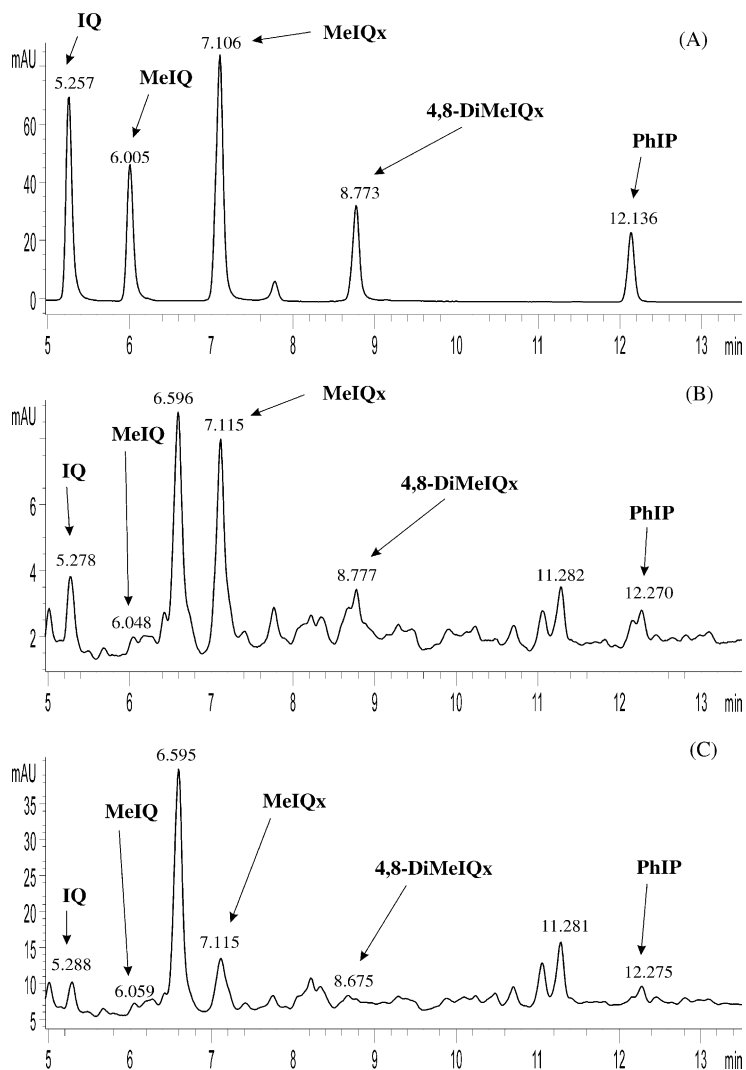 IQ
MeIQx
(A)
7.106
mAU
5.257
MeIQ
4,8-DiMeIQx
PhIP
6.005
8.773
12.136
60
40
20
0
5 6 7 8 9 10 11 12 13 min
(B)
6.596
MeIQx
mAU
7.115
MeIQ
IQ
4,8-DiMeIQx
PhIP
6
5.278
8.777
11.282
12.270
4
6.048
2
5 6 7 8 9 10 11 12 13 min
(C)
6.595
mAU
MeIQ
MeIQx
35
30
4,8-DiMeIQx
PhIP
IQ
25
20
7.115
11.281
15
5.288
6.059
8.675
12.275
10
5
5 6 7 8 9 10 11 12 13 min